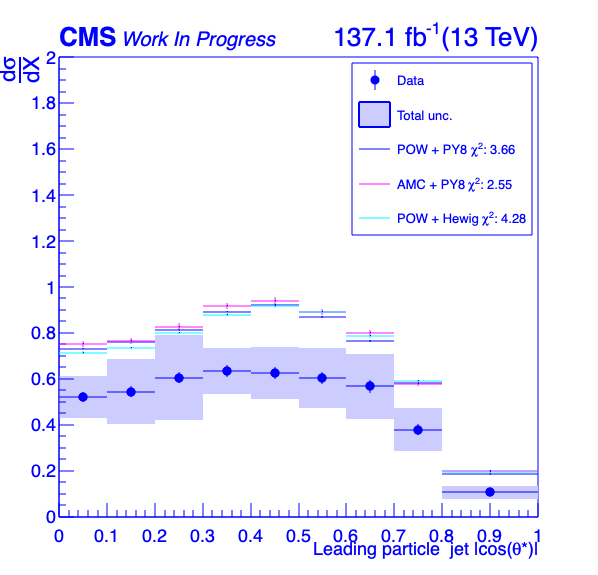 CMS Work In Progress 137.1 fb⁻¹(13 TeV)
dσ
dX
2
1.8
1.6
1.4
1.2
1
0.8
0.6
0.4
0.2
0
Data
Total unc.
POW + PY8 χ²: 3.66
AMC + PY8 χ²: 2.55
POW + Hewig χ²: 4.28
0 0.1 0.2 0.3 0.4 0.5 0.6 0.7 0.8 0.9 1
Leading particle jet |cos(θ*)|